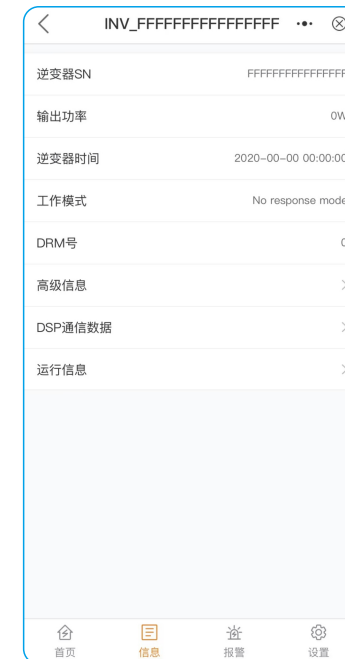 INV_FFFFFFFFFFFFFFFF
逆变器SN FFFFFFFFFFFFFFFF
输出功率 0W
逆变器时间 2020-00-00 00:00:00
工作模式 No response mode
DRM号 0
高级信息
DSP通信数据
运行信息
首页 信息 报警 设置